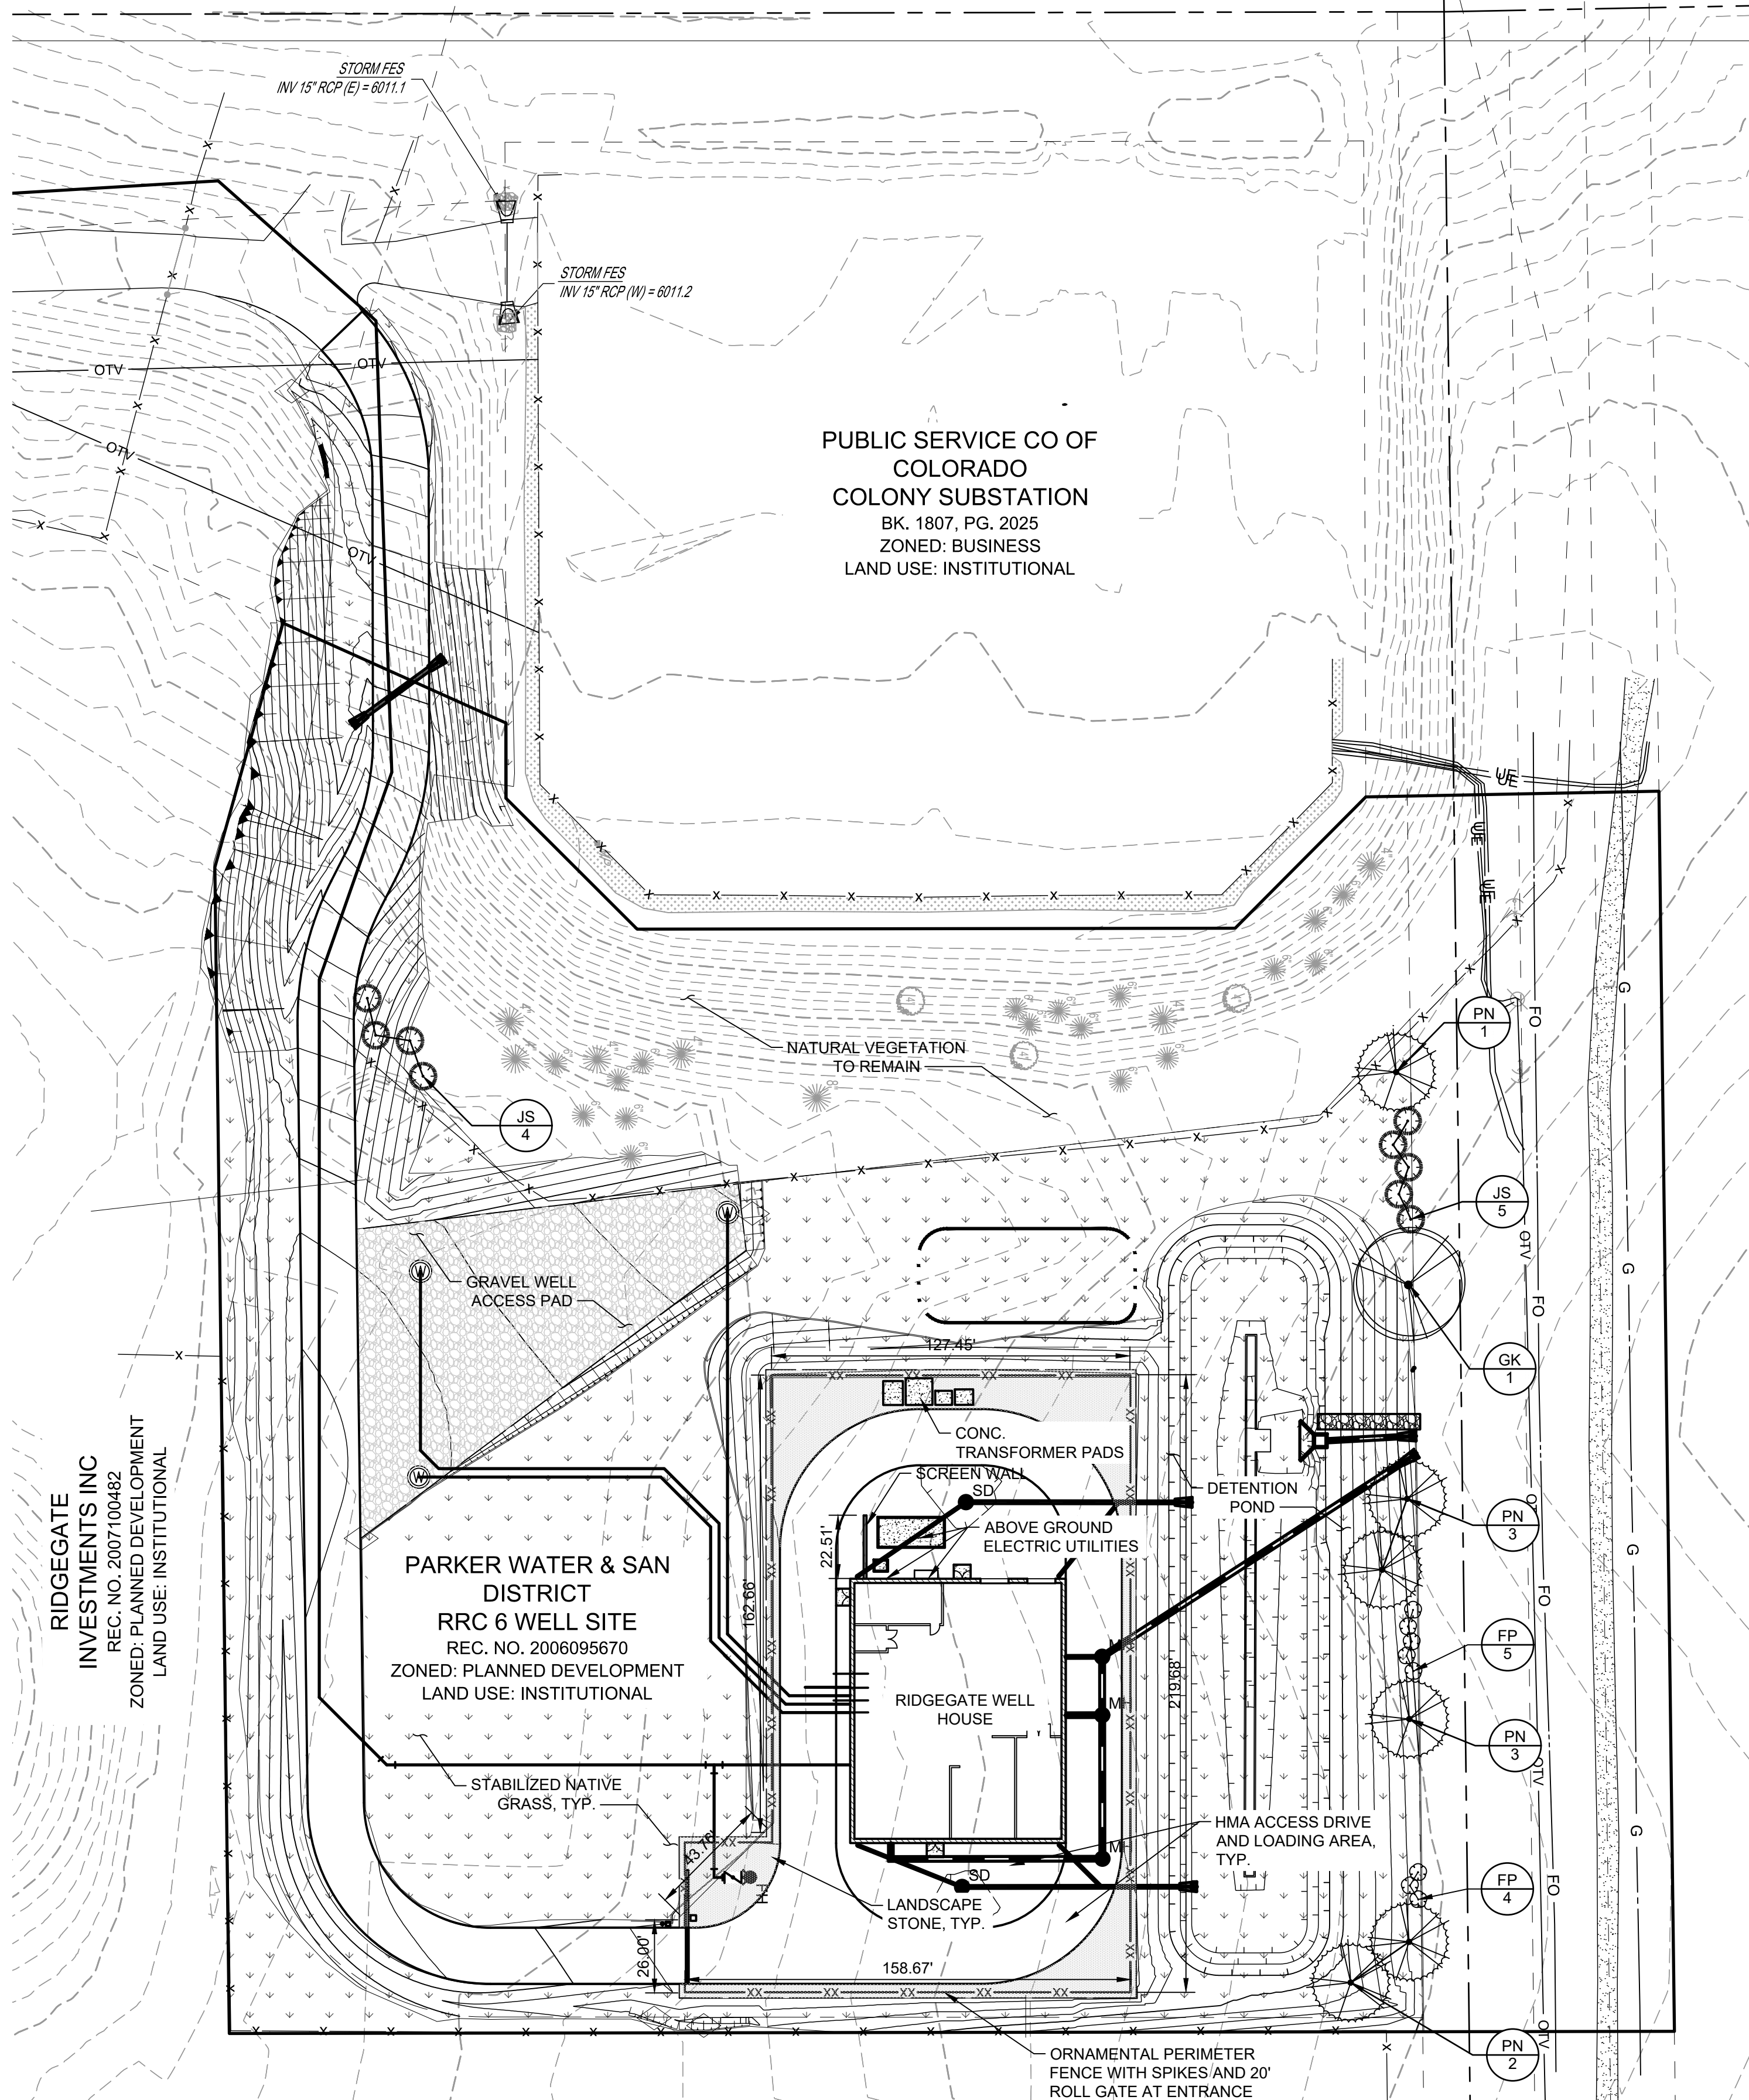 STORM FES
INV 15" RCP (E) = 6011.1
STORM FES
INV 15" RCP (W) = 6011.2
OTV
OTV
OTV
OTV
PUBLIC SERVICE CO OF
COLORADO
COLONY SUBSTATION
BK. 1807, PG. 2025
ZONED: BUSINESS
LAND USE: INSTITUTIONAL
UE
UE
UE
UE
NATURAL VEGETATION
TO REMAIN
PN
1
FO
G
JS
4
JS
5
OTV
GRAVEL WELL
ACCESS PAD
W
W
G
FO
127.45'
GK
1
CONC.
TRANSFORMER PADS
SCREEN WALL
SD
DETENTION
POND
PN
3
ABOVE GROUND
ELECTRIC UTILITIES
22.51'
162.66'
G
FO
RIDGEGATE
INVESTMENTS INC
REC. NO. 2007100482
ZONED: PLANNED DEVELOPMENT
LAND USE: INSTITUTIONAL
PARKER WATER & SAN
DISTRICT
RRC 6 WELL SITE
REC. NO. 2006095670
ZONED: PLANNED DEVELOPMENT
LAND USE: INSTITUTIONAL
RIDGEGATE WELL
HOUSE
MH
219.68'
FP
5
PN
3
OTV
STABILIZED NATIVE
GRASS, TYP.
HMA ACCESS DRIVE
AND LOADING AREA,
TYP.
MH
G
43.76'
FH
SD
LANDSCAPE
STONE, TYP.
FP
4
FO
26.00'
158.67'
OTV
PN
2
ORNAMENTAL PERIMETER
FENCE WITH SPIKES AND 20'
ROLL GATE AT ENTRANCE